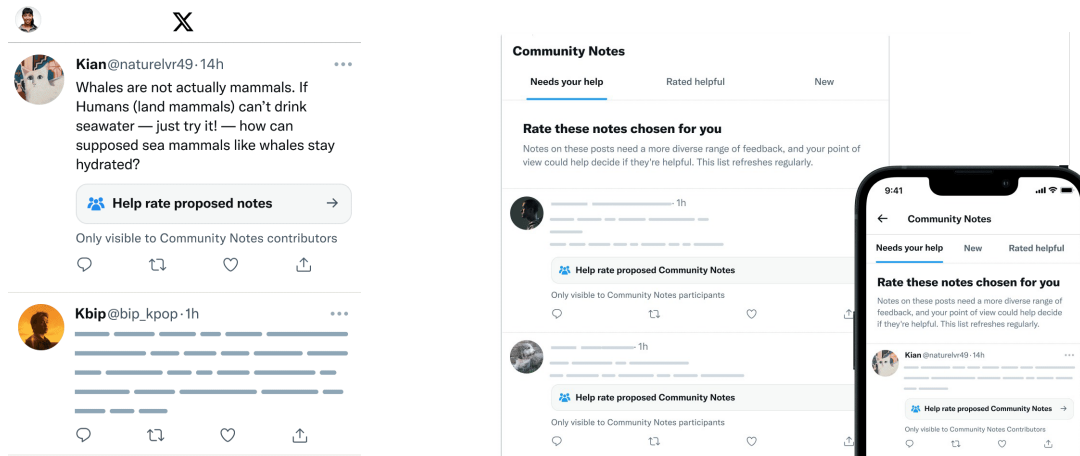 Kian@naturelvr49·14h
Whales are not actually mammals. If
Humans (land mammals) can’t drink
seawater — just try it! — how can
supposed sea mammals like whales stay
hydrated?
Help rate proposed notes
Only visible to Community Notes contributors
Kbip@bip_kpop·1h
Community Notes
Needs your help
Rated helpful
New
Rate these notes chosen for you
Notes on these posts need a more diverse range of feedback, and your point of
view could help decide if they're helpful. This list refreshes regularly.
·1h
Help rate proposed Community Notes
Only visible to Community Notes participants
·1h
Help rate proposed Community Notes
Only visible to Community Notes participants
9:41
Community Notes
Needs your help
New
Rated helpful
Rate these notes chosen for you
Notes on these posts need a more diverse range of
feedback, and your point of view could help decide
if they're helpful. This list refreshes regularly.
Kian @naturelvr49·14h
Help rate proposed Community Notes
Only visible to Community Notes Contributors